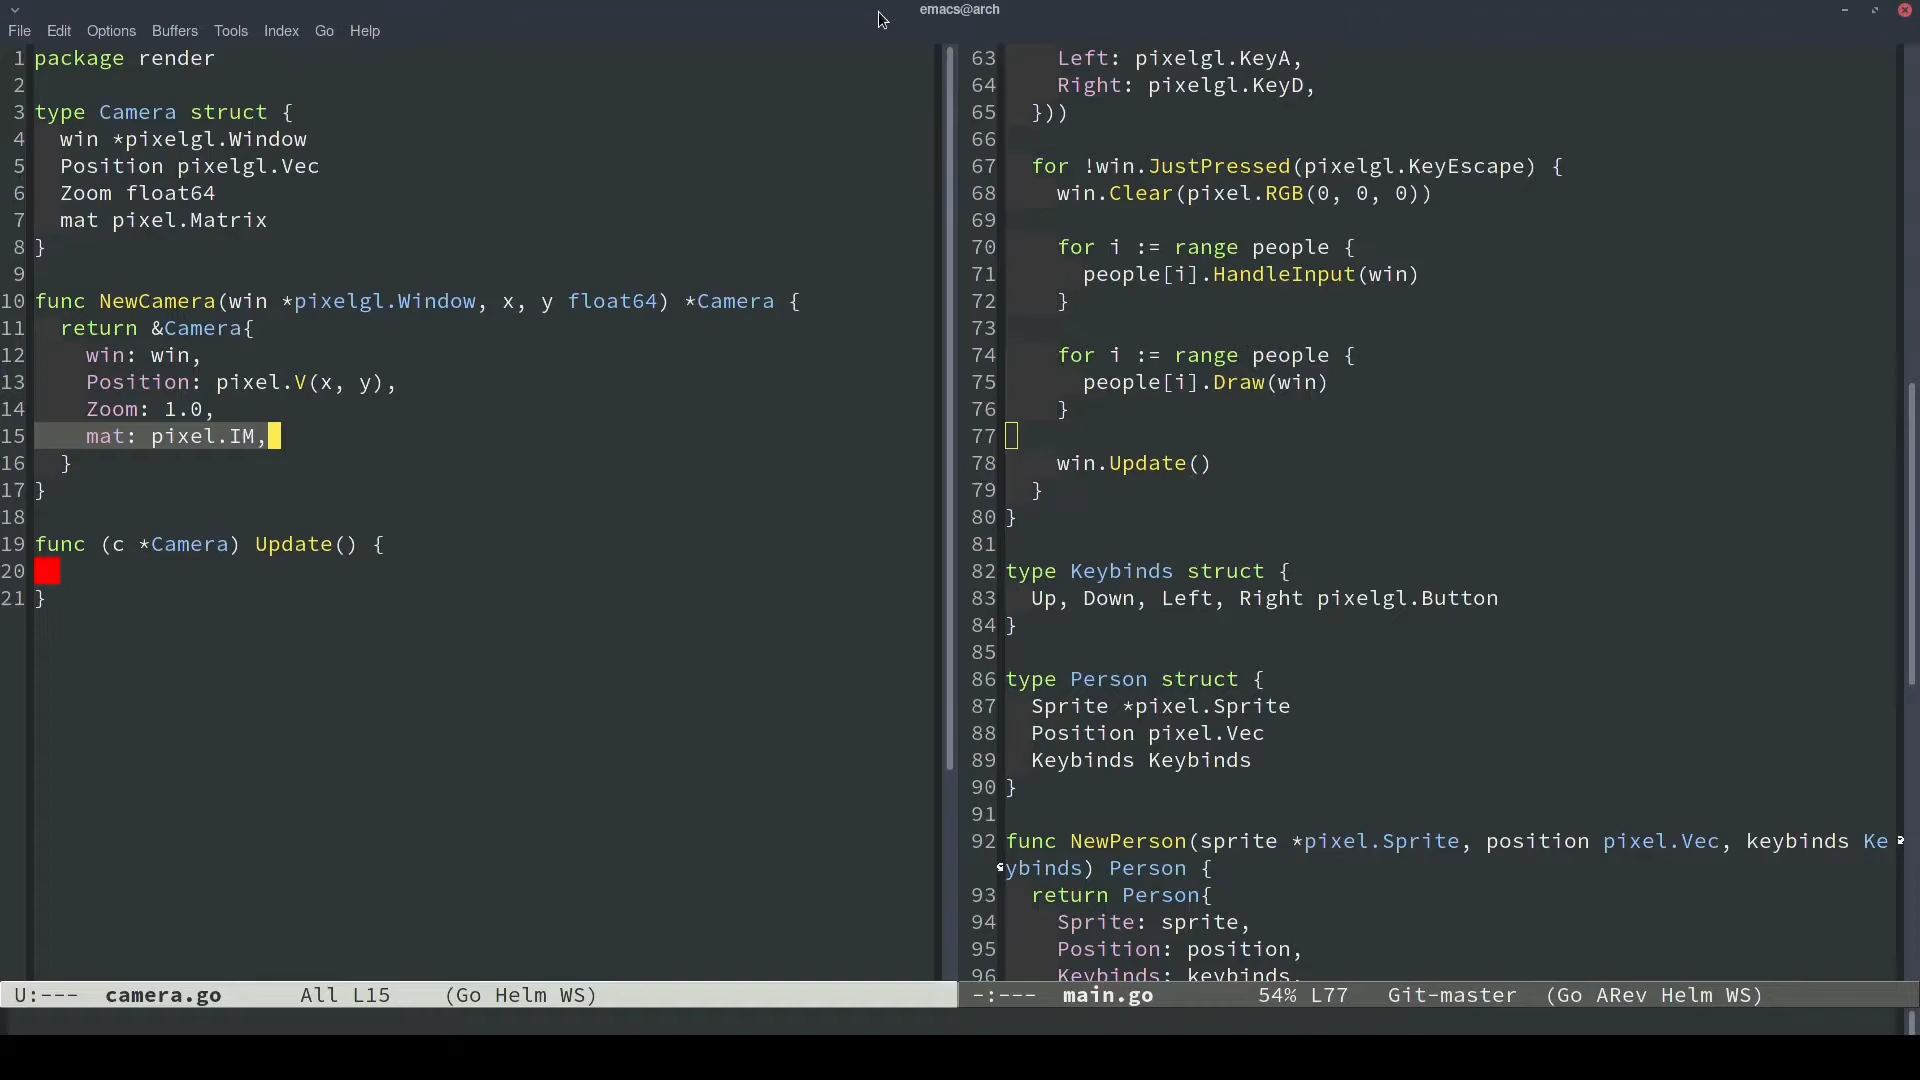 emacs@arch
File Edit Options Buffers Tools Index Go Help
1 package render
2
3 type Camera struct {
4   win *pixelgl.Window
5   Position pixelgl.Vec
6   Zoom float64
7   mat pixel.Matrix
8 }
9
10 func NewCamera(win *pixelgl.Window, x, y float64) *Camera {
11   return &Camera{
12     win: win,
13     Position: pixel.V(x, y),
14     Zoom: 1.0,
15     mat: pixel.IM,
16   }
17 }
18
19 func (c *Camera) Update() {
20
21 }
U:---  camera.go      All L15    (Go Helm WS)
63     Left: pixelgl.KeyA,
64     Right: pixelgl.KeyD,
65   }))
66
67   for !win.JustPressed(pixelgl.KeyEscape) {
68     win.Clear(pixel.RGB(0, 0, 0))
69
70     for i := range people {
71       people[i].HandleInput(win)
72     }
73
74     for i := range people {
75       people[i].Draw(win)
76     }
77
78     win.Update()
79   }
80 }
81
82 type Keybinds struct {
83   Up, Down, Left, Right pixelgl.Button
84 }
85
86 type Person struct {
87   Sprite *pixel.Sprite
88   Position pixel.Vec
89   Keybinds Keybinds
90 }
91
92 func NewPerson(sprite *pixel.Sprite, position pixel.Vec, keybinds Ke
ybinds) Person {
93   return Person{
94     Sprite: sprite,
95     Position: position,
96     Keybinds: keybinds,
-:---  main.go        54% L77   Git-master  (Go ARev Helm WS)